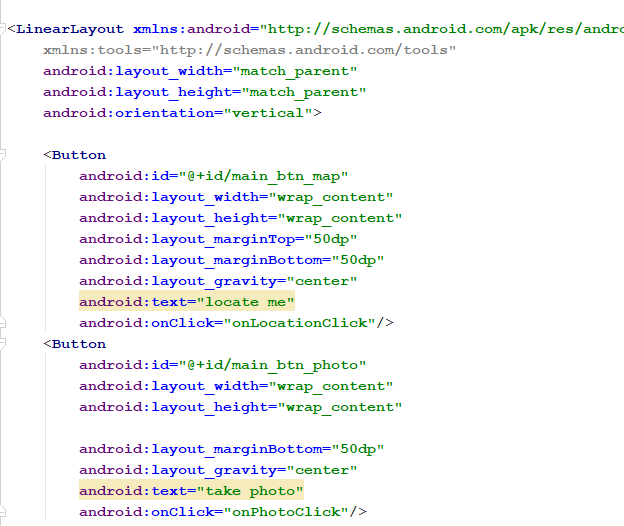 <LinearLayout xmlns:android="http://schemas.android.com/apk/res/andro
xmlns:tools="http://schemas.android.com/tools"
android:layout_width="match_parent"
android:layout_height="match_parent"
android:orientation="vertical">
<Button
android:id="@+id/main_btn_map"
android:layout_width="wrap_content"
android:layout_height="wrap_content"
android:layout_marginTop="50dp"
android:layout_marginBottom="50dp"
android:layout_gravity="center"
android:text="locate me"
android:onClick="onLocationClick"/>
<Button
android:id="@+id/main_btn_photo"
android:layout_width="wrap_content"
android:layout_height="wrap_content"
android:layout_marginBottom="50dp"
android:layout_gravity="center"
android:text="take photo"
android:onClick="onPhotoClick"/>